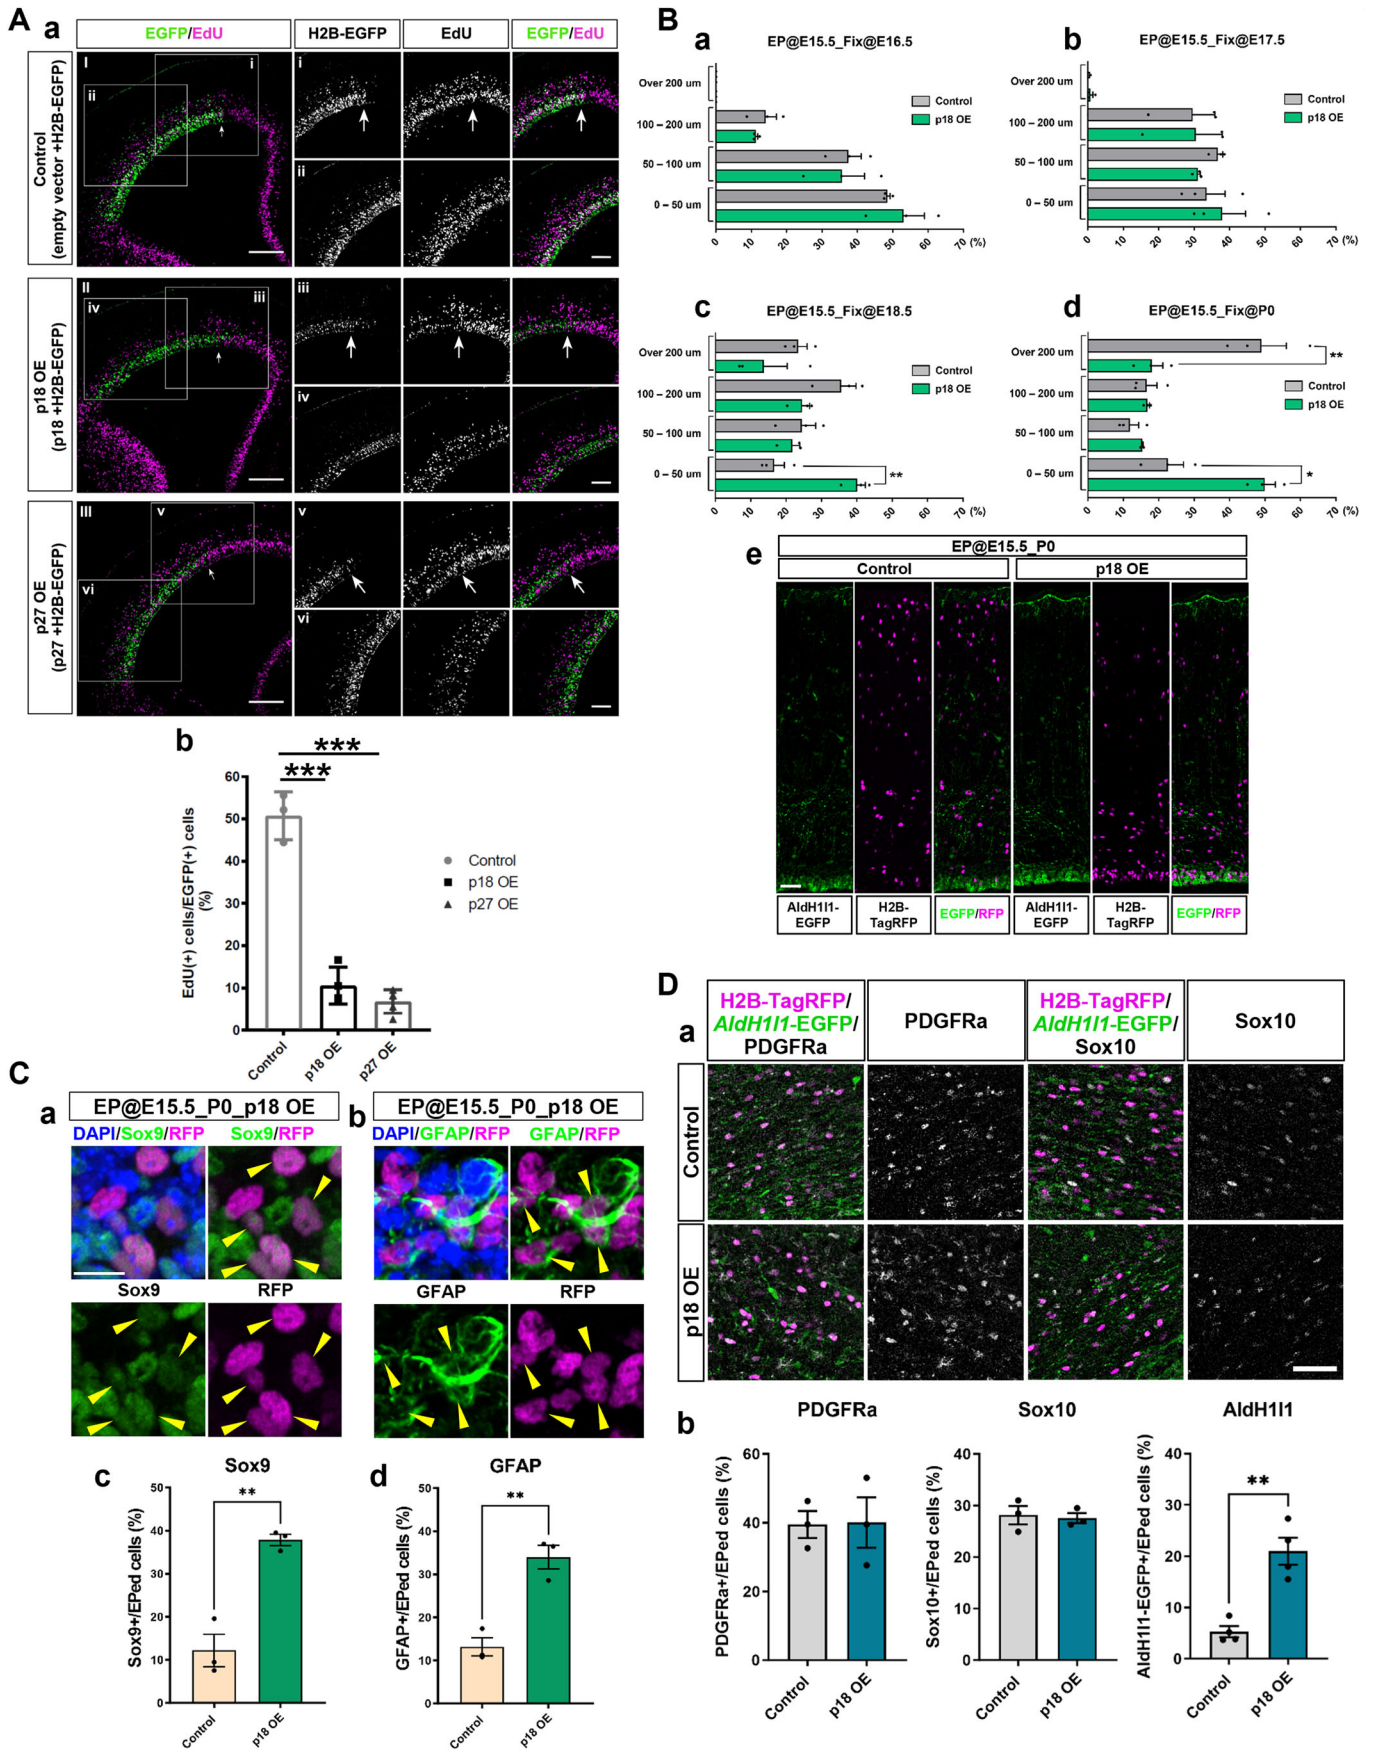 A
a
EGFP/EdU
H2B-EGFP
EdU
EGFP/EdU
Control
(empty vector +H2B-EGFP)
I
i
ii
i
ii
p18 OE
(p18 +H2B-EGFP)
II
iii
iv
iii
iv
p27 OE
(p27 +H2B-EGFP)
III
v
vi
v
vi
b
***
***
EdU(+) cells/EGFP(+) cells
(%)
60
50
40
30
20
10
0
Control
p18 OE
p27 OE
Control
p18 OE
p27 OE
B
a
EP@E15.5_Fix@E16.5
Over 200 um
100 – 200 um
50 – 100 um
0 – 50 um
Control
p18 OE
0 10 20 30 40 50 60 70 (%)
b
EP@E15.5_Fix@E17.5
Over 200 um
100 – 200 um
50 – 100 um
0 – 50 um
Control
p18 OE
0 10 20 30 40 50 60 70 (%)
c
EP@E15.5_Fix@E18.5
Over 200 um
100 – 200 um
50 – 100 um
0 – 50 um
Control
p18 OE
**
0 10 20 30 40 50 60 70 (%)
d
EP@E15.5_Fix@P0
Over 200 um
100 – 200 um
50 – 100 um
0 – 50 um
**
Control
p18 OE
*
0 10 20 30 40 50 60 70 (%)
e
EP@E15.5_P0
Control
p18 OE
AldH1l1-
EGFP
H2B-
TagRFP
EGFP/RFP
AldH1l1-
EGFP
H2B-
TagRFP
EGFP/RFP
C
a
EP@E15.5_P0_p18 OE
DAPI/Sox9/RFP
Sox9/RFP
Sox9
RFP
b
EP@E15.5_P0_p18 OE
DAPI/GFAP/RFP
GFAP/RFP
GFAP
RFP
c
Sox9
**
Sox9+/EPed cells (%)
50
40
30
20
10
0
Control
p18 OE
d
GFAP
**
GFAP+/EPed cells (%)
50
40
30
20
10
0
Control
p18 OE
D
a
H2B-TagRFP/
AldH1l1-EGFP/
PDGFRa
PDGFRa
H2B-TagRFP/
AldH1l1-EGFP/
Sox10
Sox10
Control
p18 OE
b
PDGFRa
PDGFRa+/EPed cells (%)
60
40
20
0
Control
p18 OE
Sox10
Sox10+/EPed cells (%)
40
30
20
10
0
Control
p18 OE
AldH1l1
**
AldH1l1-EGFP+/EPed cells (%)
40
30
20
10
0
Control
p18 OE